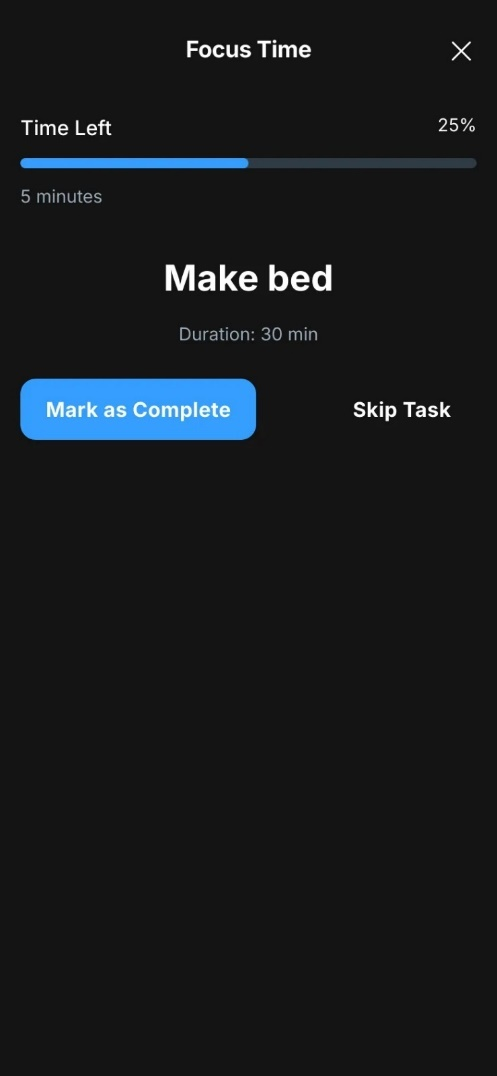 Focus Time
Time Left 25%
5 minutes
Make bed
Duration: 30 min
Mark as Complete Skip Task